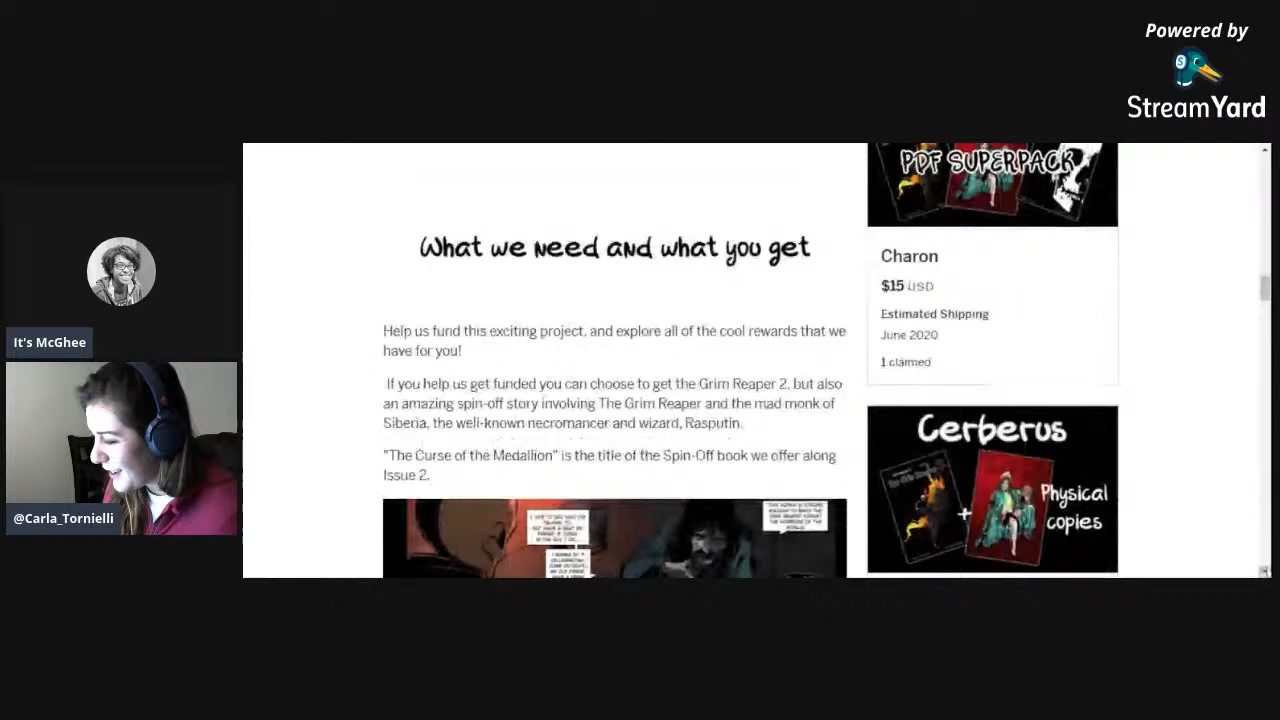 Powered by
StreamYard
It's McGhee
@Carla_Tornielli
What we need and what you get
Help us fund this exciting project, and explore all of the cool rewards that we
have for you!
If you help us get funded you can choose to get the Grim Reaper 2, but also
an amazing spin-off story involving The Grim Reaper and the mad monk of
Siberia, the well-known necromancer and wizard, Rasputin.
"The Curse of the Medallion" is the title of the Spin-Off book we offer along
Issue 2.
PDF SUPERPACK
Charon
$15 USD
Estimated Shipping
June 2020
1 claimed
Cerberus
+
Physical
copies